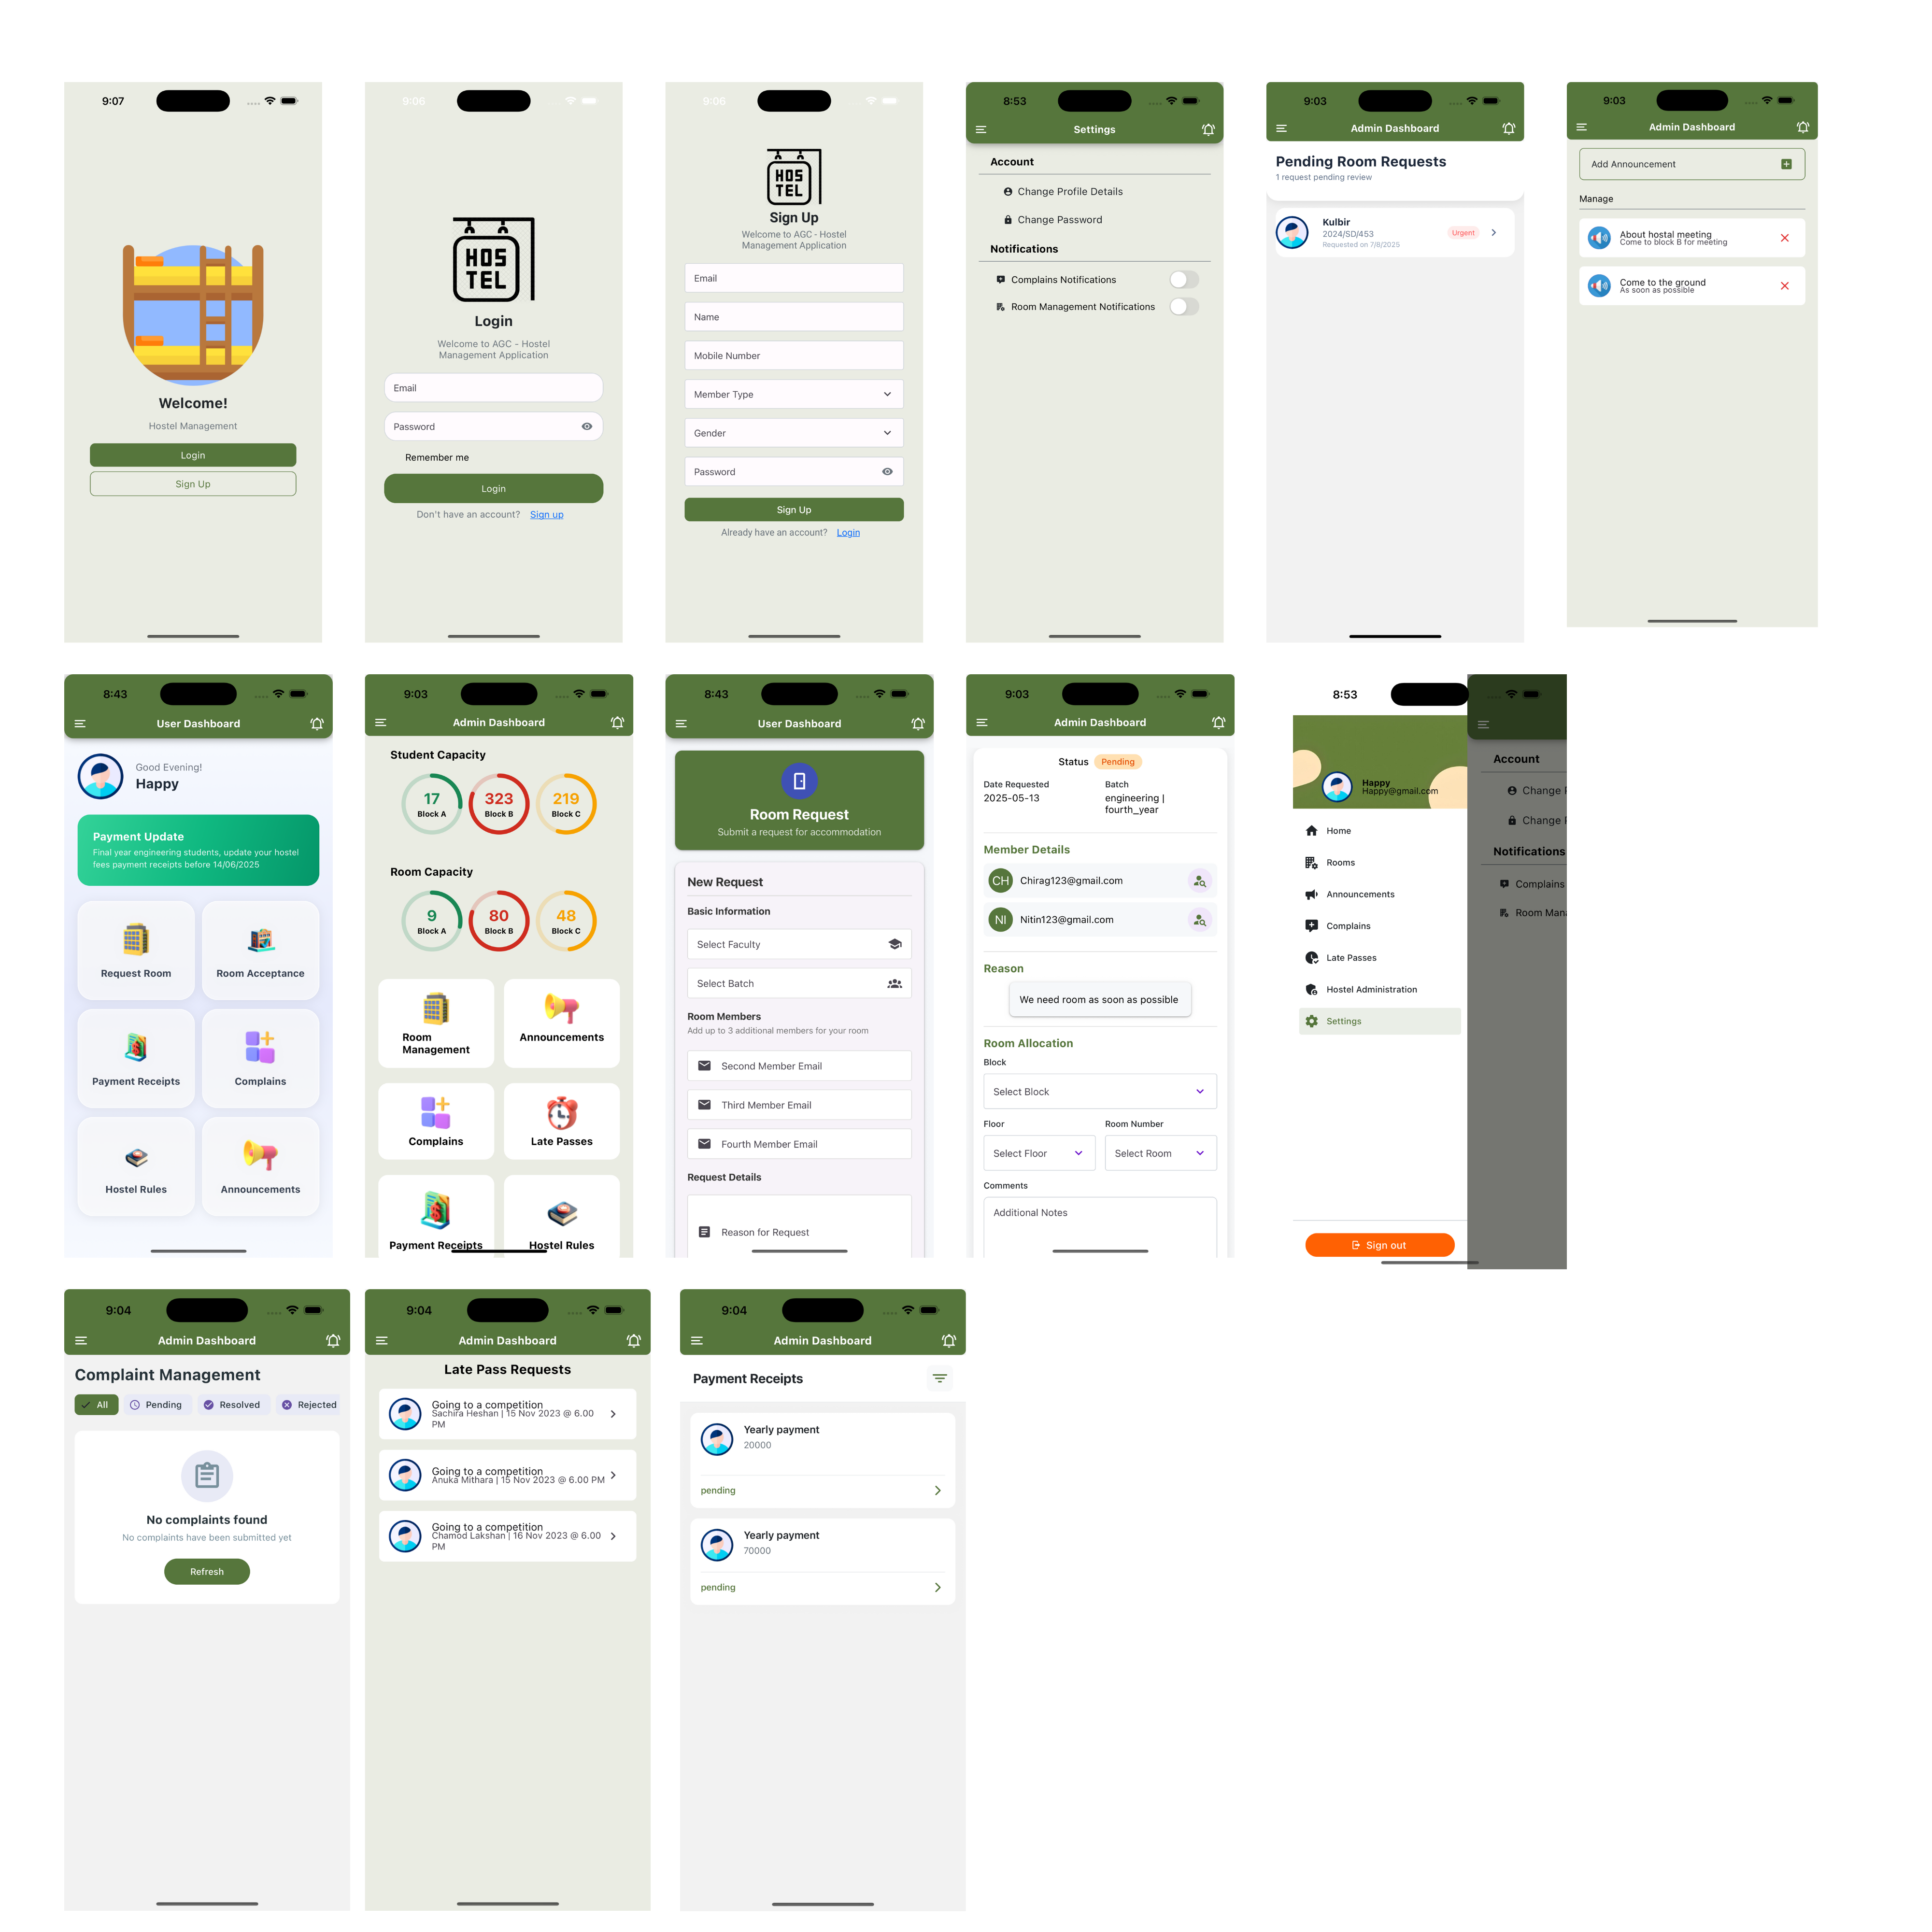 9:07
Welcome!
Hostel Management
Login
Sign Up
9:06
HOS
TEL
Login
Welcome to AGC - Hostel
Management Application
Email
Password
Remember me
Login
Don't have an account? Sign up
9:06
HOS
TEL
Sign Up
Welcome to AGC - Hostel
Management Application
Email
Name
Mobile Number
Member Type
Gender
Password
Sign Up
Already have an account? Login
8:53
Settings
Account
Change Profile Details
Change Password
Notifications
Complains Notifications
Room Management Notifications
9:03
Admin Dashboard
Pending Room Requests
1 request pending review
Kulbir
2024/SD/453
Requested on 7/8/2025
Urgent
9:03
Admin Dashboard
Add Announcement
Manage
About hostal meeting
Come to block B for meeting
Come to the ground
As soon as possible
8:43
User Dashboard
Good Evening!
Happy
Payment Update
Final year engineering students, update your hostel
fees payment receipts before 14/06/2025
Request Room
Room Acceptance
Payment Receipts
Complains
Hostel Rules
Announcements
9:03
Admin Dashboard
Student Capacity
17
Block A
323
Block B
219
Block C
Room Capacity
9
Block A
80
Block B
48
Block C
Room
Management
Announcements
Complains
Late Passes
Payment Receipts
Hostel Rules
8:43
User Dashboard
Room Request
Submit a request for accommodation
New Request
Basic Information
Select Faculty
Select Batch
Room Members
Add up to 3 additional members for your room
Second Member Email
Third Member Email
Fourth Member Email
Request Details
Reason for Request
9:03
Admin Dashboard
Status Pending
Date Requested
2025-05-13
Batch
engineering |
fourth_year
Member Details
CH Chirag123@gmail.com
NI Nitin123@gmail.com
Reason
We need room as soon as possible
Room Allocation
Block
Select Block
Floor
Select Floor
Room Number
Select Room
Comments
Additional Notes
8:53
Happy
Happy@gmail.com
Home
Rooms
Announcements
Complains
Late Passes
Hostel Administration
Settings
Sign out
Account
Change P
Change P
Notifications
Complains
Room Mana
9:04
Admin Dashboard
Complaint Management
All
Pending
Resolved
Rejected
No complaints found
No complaints have been submitted yet
Refresh
9:04
Admin Dashboard
Late Pass Requests
Going to a competition
Sachira Heshan | 15 Nov 2023 @ 6.00
PM
Going to a competition
Anuka Mithara | 15 Nov 2023 @ 6.00 PM
Going to a competition
Chamod Lakshan | 16 Nov 2023 @ 6.00
PM
9:04
Admin Dashboard
Payment Receipts
Yearly payment
20000
pending
Yearly payment
70000
pending